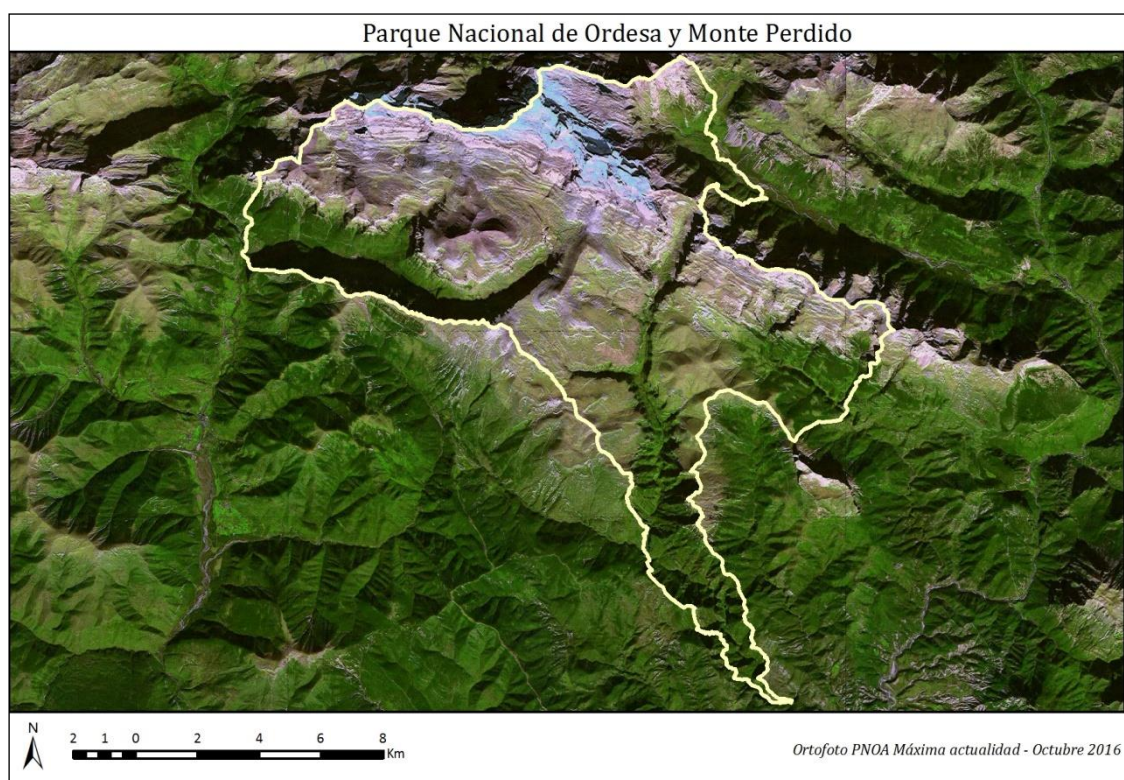 Parque Nacional de Ordesa y Monte Perdido
N
2 1 0 2 4 6 8
Km
Ortofoto PNOA Máxima actualidad - Octubre 2016